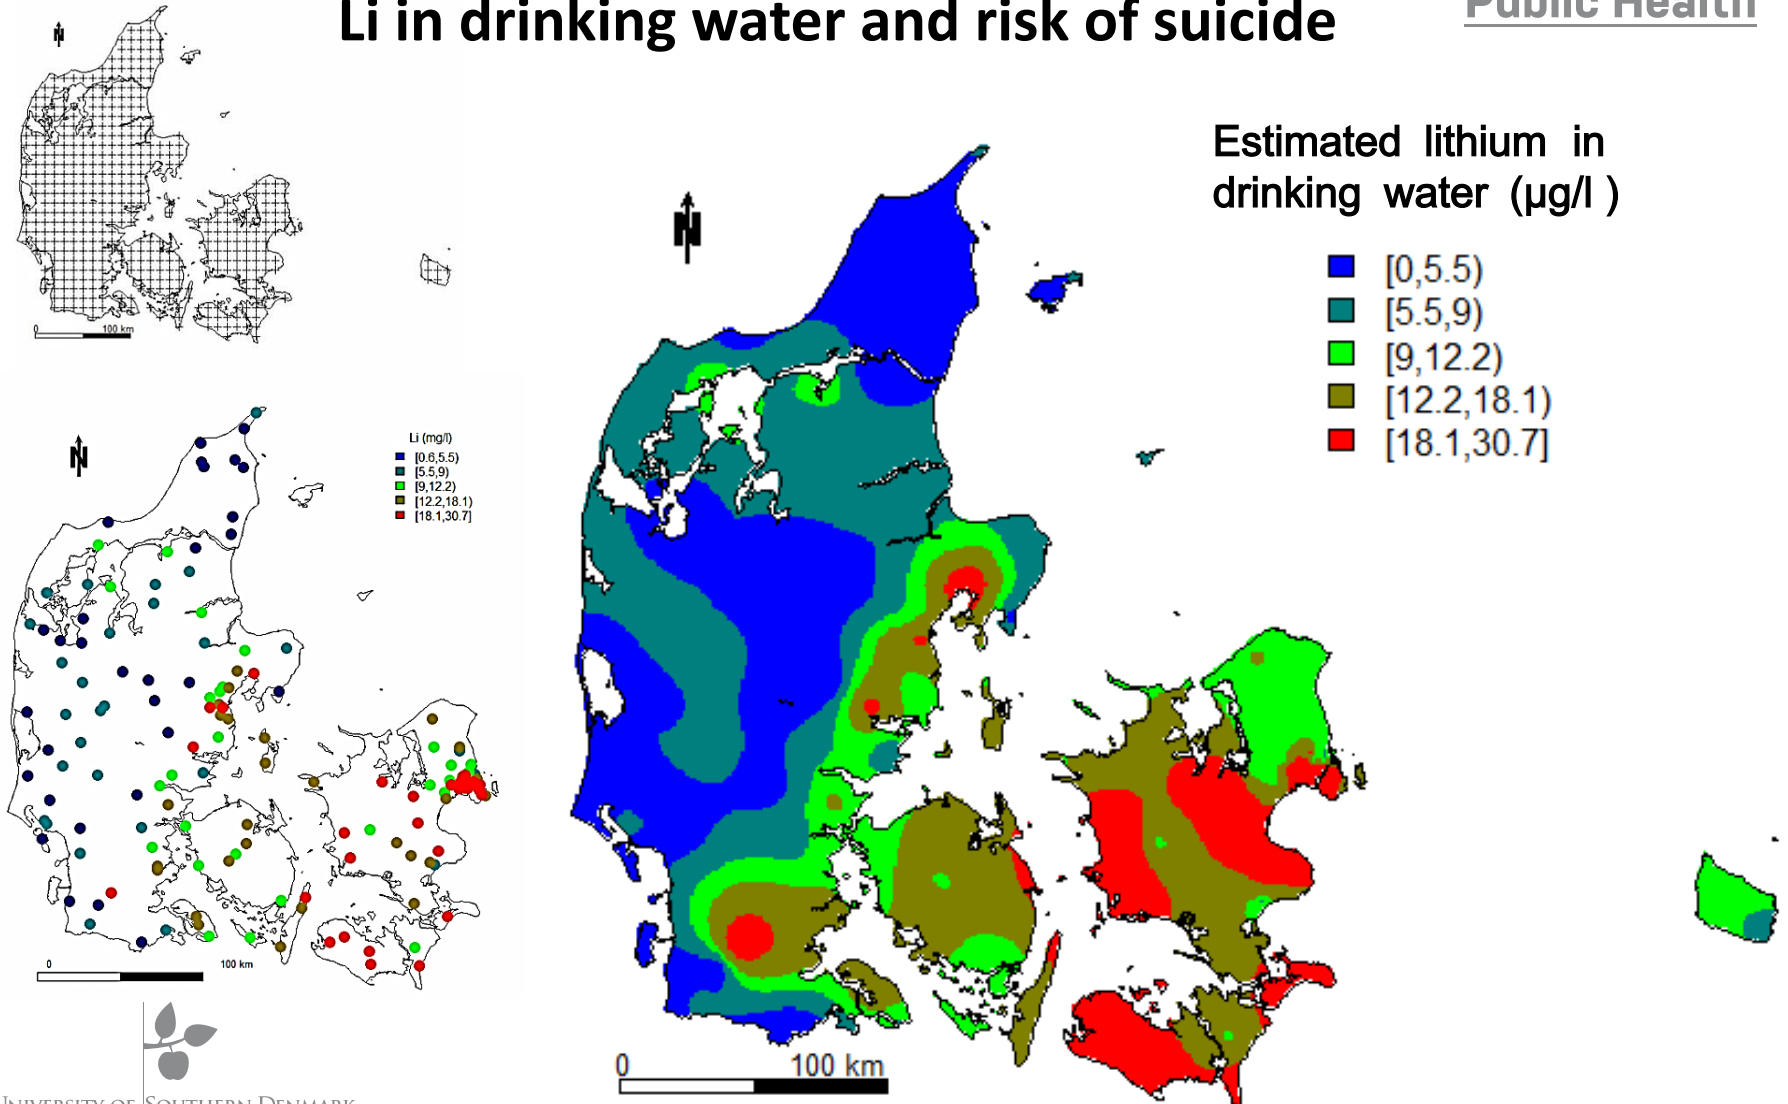 Li in drinking water and risk of suicide
Public Health
N
0 100 km
Estimated lithium in
drinking water (µg/l )
[0,5.5)
[5.5,9)
[9,12.2)
[12.2,18.1)
[18.1,30.7]
N
N
Li (mg/l)
[0.6,5.5)
[5.5,9)
[9,12.2)
[12.2,18.1)
[18.1,30.7]
0 100 km
0 100 km
UNIVERSITY OF SOUTHERN DENMARK